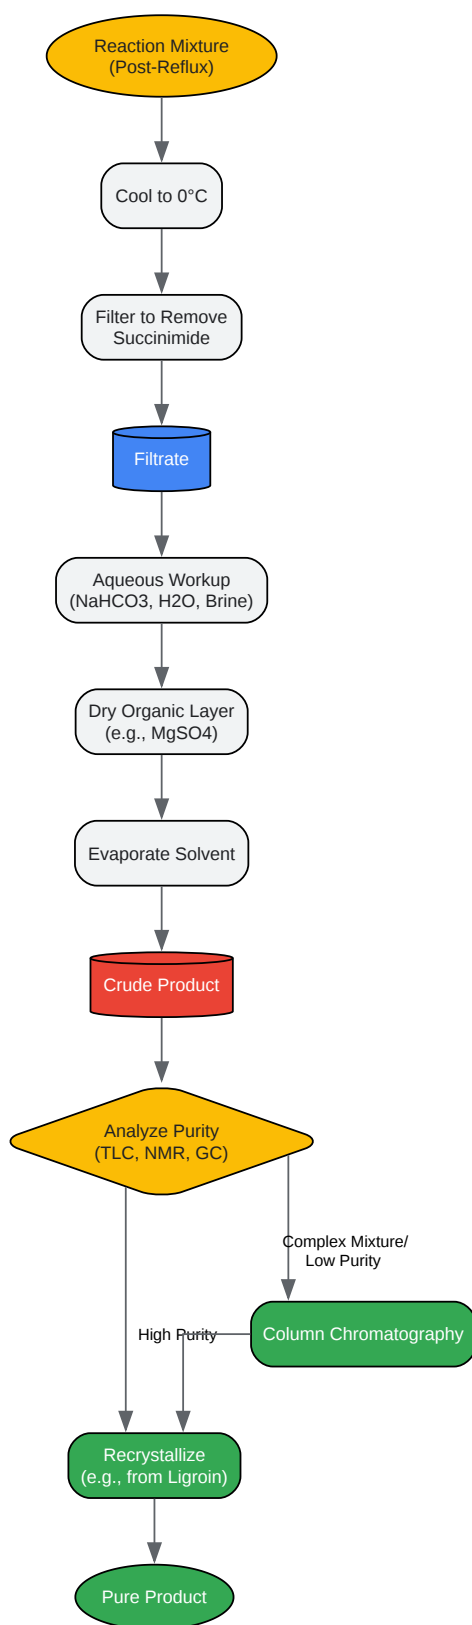 Reaction Mixture
(Post-Reflux)
Cool to 0°C
Filter to Remove
Succinimide
Filtrate
Aqueous Workup
(NaHCO3, H2O, Brine)
Dry Organic Layer
(e.g., MgSO4)
Evaporate Solvent
Crude Product
Analyze Purity
(TLC, NMR, GC)
Complex Mixture/
Low Purity
High Purity
Column Chromatography
Recrystallize
(e.g., from Ligroin)
Pure Product